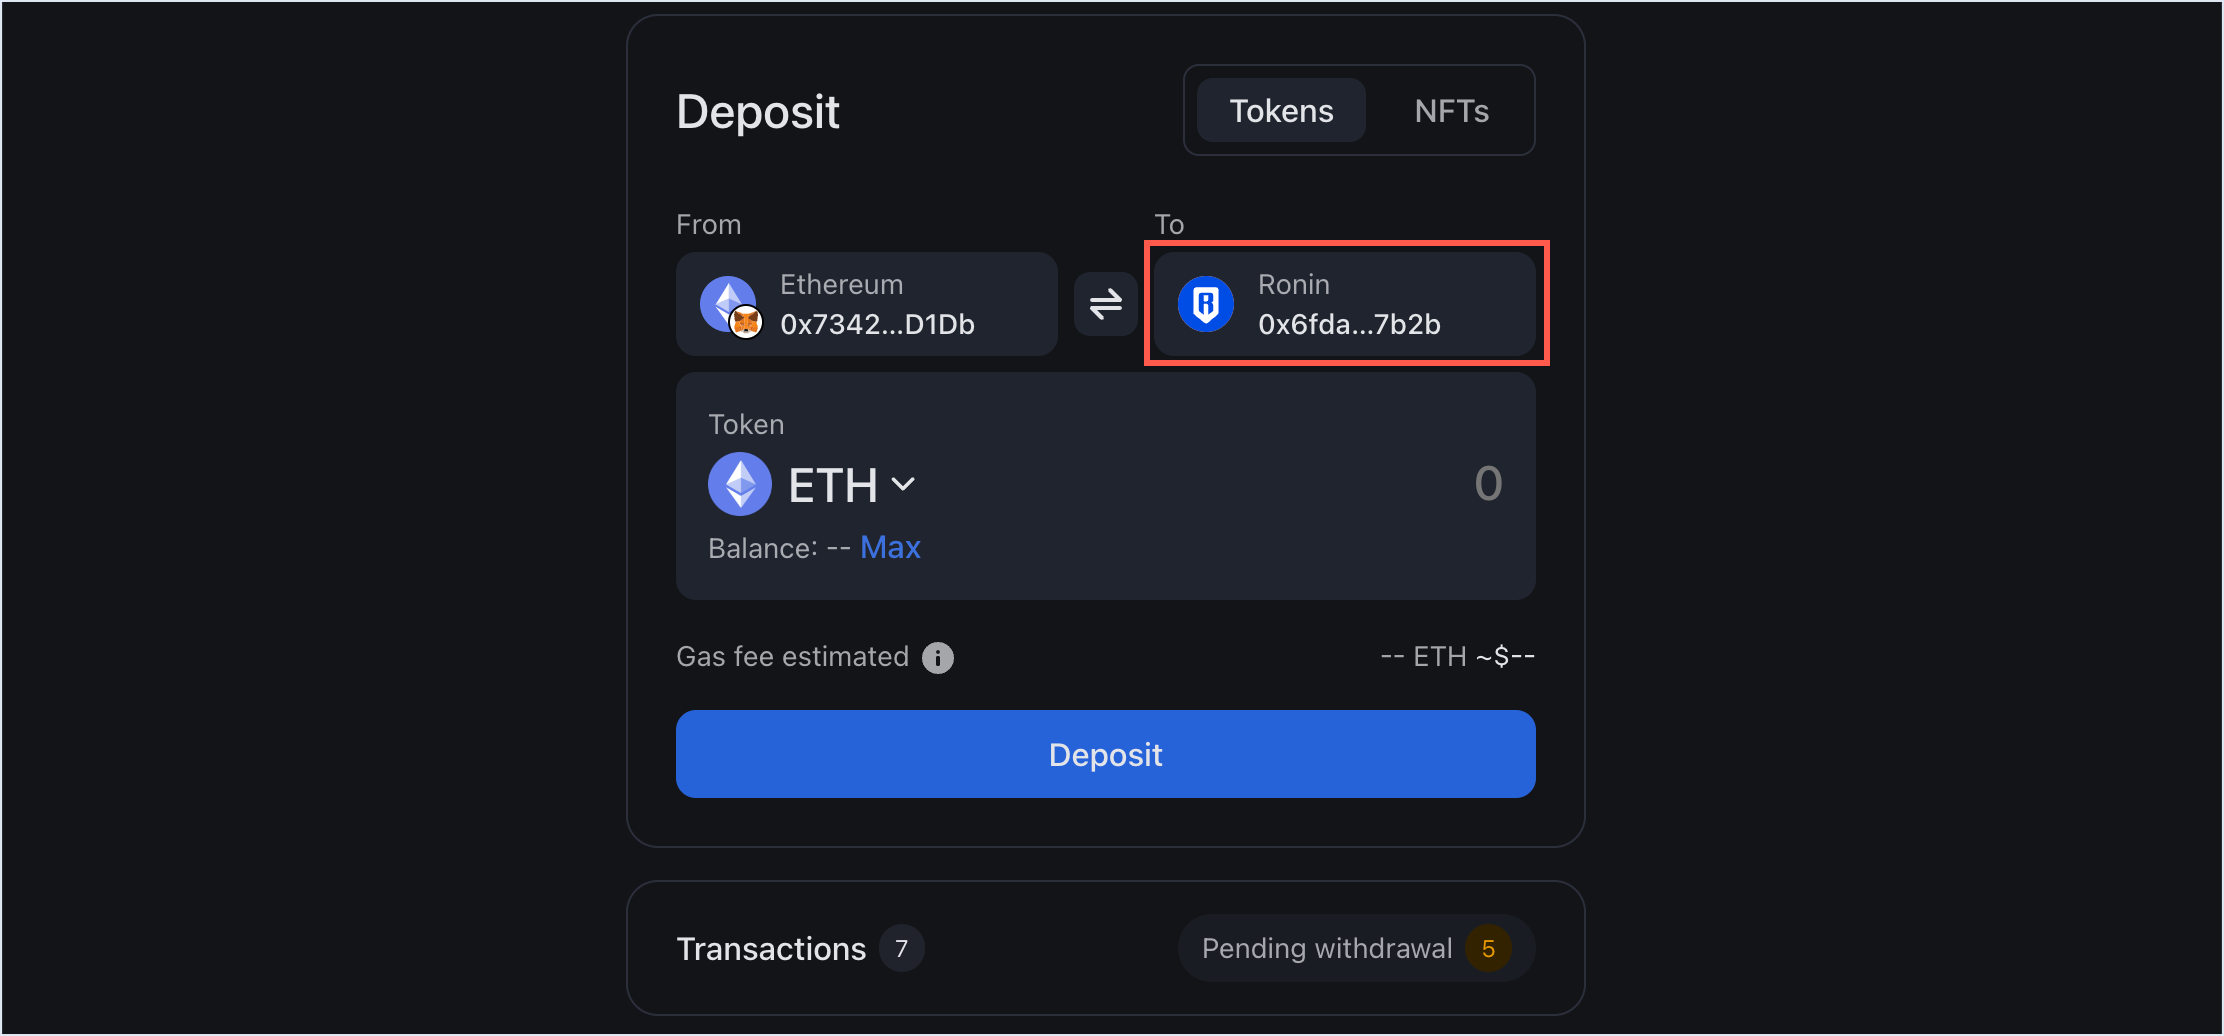 Deposit
Tokens
NFTs
From
To
Ethereum
0x7342...D1Db
Ronin
0x6fda...7b2b
Token
ETH
0
Balance: -- Max
Gas fee estimated
-- ETH ~$--
Deposit
Transactions 7
Pending withdrawal 5